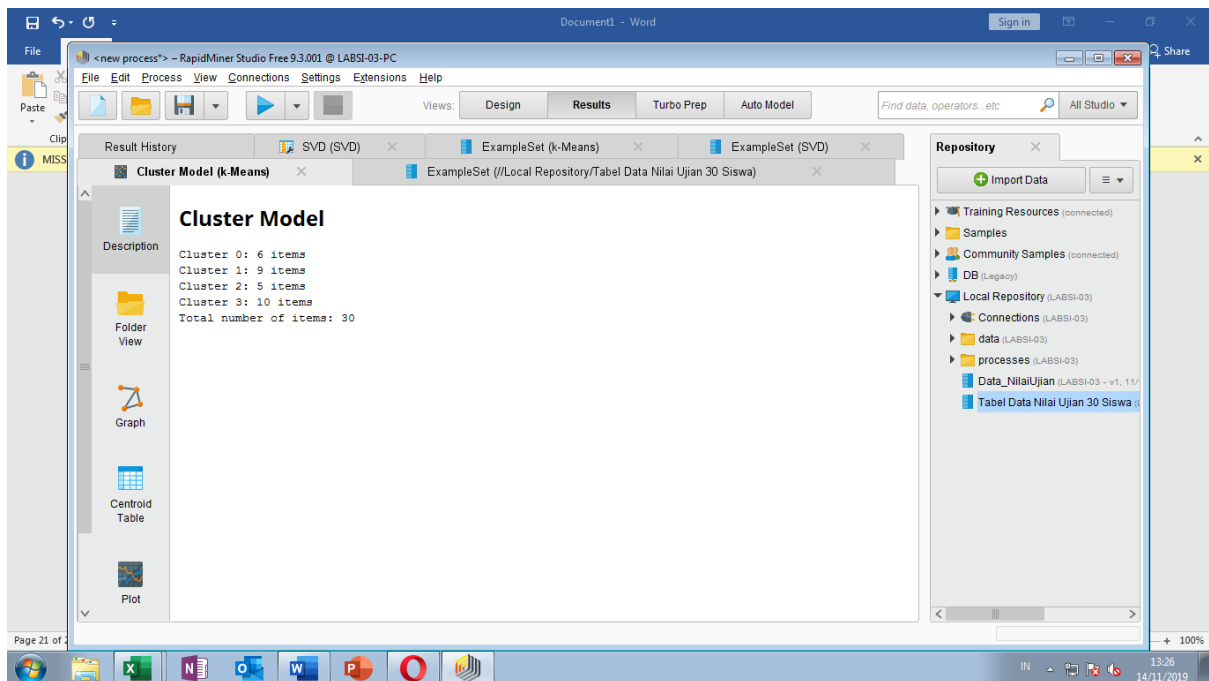 Document1 - Word
Sign in
File
Share
<new process*> – RapidMiner Studio Free 9.3.001 @ LABSI-03-PC
File Edit Process View Connections Settings Extensions Help
Paste
Views: Design Results Turbo Prep Auto Model
Find data, operators...etc
All Studio
Clip
MISS
Result History
SVD (SVD)
ExampleSet (k-Means)
ExampleSet (SVD)
Cluster Model (k-Means)
ExampleSet (//Local Repository/Tabel Data Nilai Ujian 30 Siswa)
Description
Folder
View
Graph
Centroid
Table
Plot
Cluster Model
Cluster 0: 6 items
Cluster 1: 9 items
Cluster 2: 5 items
Cluster 3: 10 items
Total number of items: 30
Repository
Import Data
Training Resources (connected)
Samples
Community Samples (connected)
DB (Legacy)
Local Repository (LABSI-03)
Connections (LABSI-03)
data (LABSI-03)
processes (LABSI-03)
Data_NilaiUjian (LABSI-03 - v1, 11/
Tabel Data Nilai Ujian 30 Siswa (
Page 21 of
100%
IN
13:26
14/11/2019